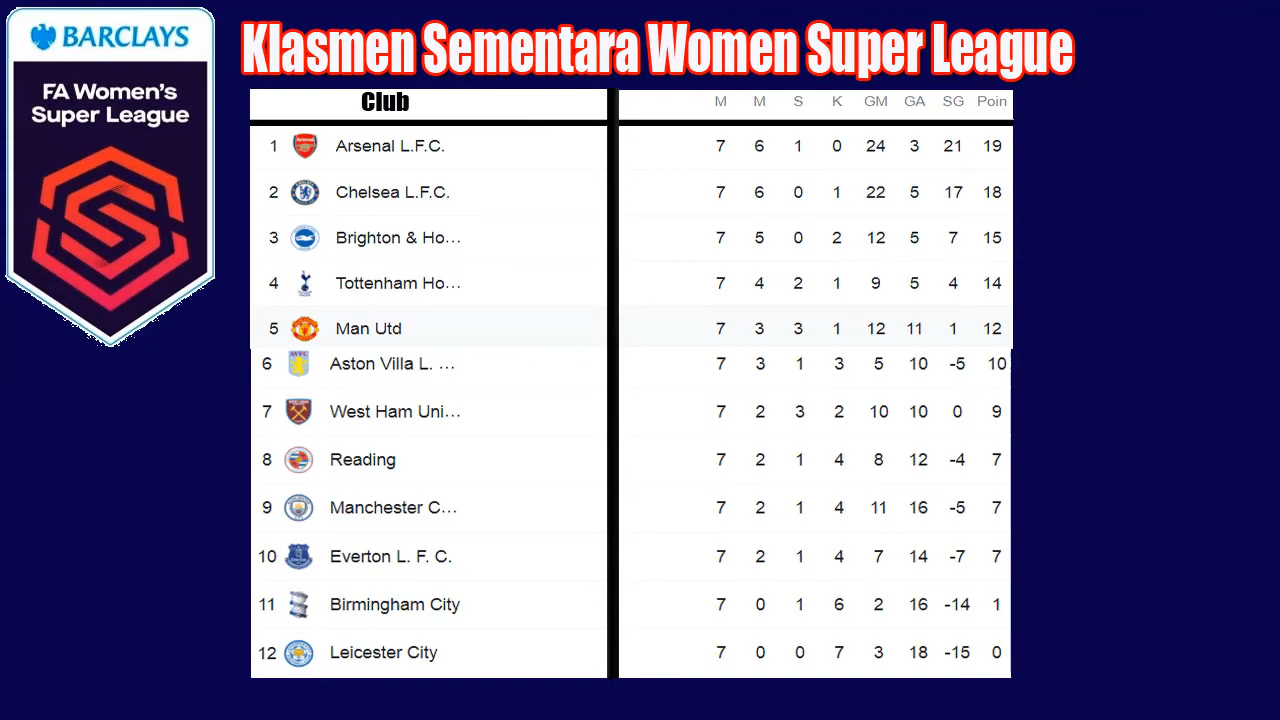 BARCLAYS
FA Women's
Super League
Klasmen Sementara Women Super League
Club M M S K GM GA SG Poin
1 Arsenal L.F.C. 7 6 1 0 24 3 21 19
2 Chelsea L.F.C. 7 6 0 1 22 5 17 18
3 Brighton & Ho... 7 5 0 2 12 5 7 15
4 Tottenham Ho... 7 4 2 1 9 5 4 14
5 Man Utd 7 3 3 1 12 11 1 12
6 Aston Villa L. ... 7 3 1 3 5 10 -5 10
7 West Ham Uni... 7 2 3 2 10 10 0 9
8 Reading 7 2 1 4 8 12 -4 7
9 Manchester C... 7 2 1 4 11 16 -5 7
10 Everton L. F. C. 7 2 1 4 7 14 -7 7
11 Birmingham City 7 0 1 6 2 16 -14 1
12 Leicester City 7 0 0 7 3 18 -15 0